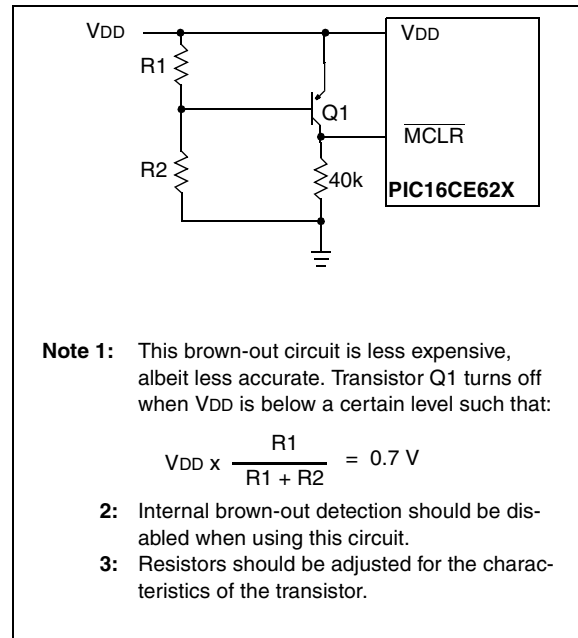 VDD
VDD
R1
Q1
MCLR
R2
40k
PIC16CE62X
Note 1: This brown-out circuit is less expensive,
albeit less accurate. Transistor Q1 turns off
when VDD is below a certain level such that:
VDD x R1 / R1 + R2 = 0.7 V
2: Internal brown-out detection should be dis-
abled when using this circuit.
3: Resistors should be adjusted for the charac-
teristics of the transistor.